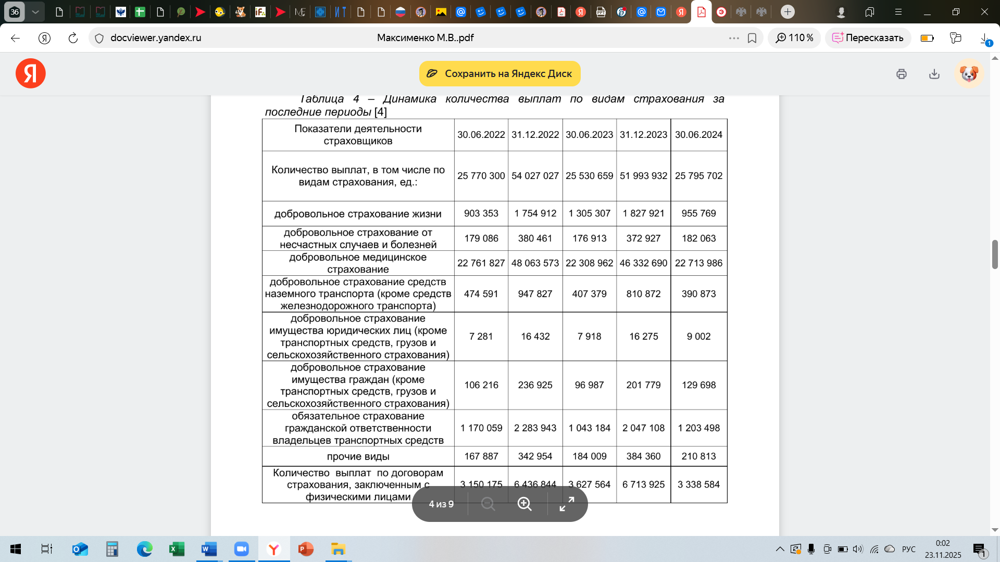 36
docviewer.yandex.ru
Максименко М.В..pdf
110 %
Пересказать
1
Я
Сохранить на Яндекс Диск
Таблица 4 – Динамика количества выплат по видам страхования за
последние периоды [4]
Показатели деятельности
страховщиков
30.06.2022 31.12.2022 30.06.2023 31.12.2023 30.06.2024
Количество выплат, в том числе по
видам страхования, ед.:
25 770 300 54 027 027 25 530 659 51 993 932 25 795 702
добровольное страхование жизни
903 353 1 754 912 1 305 307 1 827 921 955 769
добровольное страхование от
несчастных случаев и болезней
179 086 380 461 176 913 372 927 182 063
добровольное медицинское
страхование
22 761 827 48 063 573 22 308 962 46 332 690 22 713 986
добровольное страхование средств
наземного транспорта (кроме средств
железнодорожного транспорта)
474 591 947 827 407 379 810 872 390 873
добровольное страхование
имущества юридических лиц (кроме
транспортных средств, грузов и
сельскохозяйственного страхования)
7 281 16 432 7 918 16 275 9 002
добровольное страхование
имущества граждан (кроме
транспортных средств, грузов и
сельскохозяйственного страхования)
106 216 236 925 96 987 201 779 129 698
обязательное страхование
гражданской ответственности
владельцев транспортных средств
1 170 059 2 283 943 1 043 184 2 047 108 1 203 498
прочие виды
167 887 342 954 184 009 384 360 210 813
Количество выплат по договорам
страхования, заключенным с
физическими лицами
3 150 175 6 436 844 3 627 564 6 713 925 3 338 584
4 из 9
РУС
0:02
23.11.2025
1